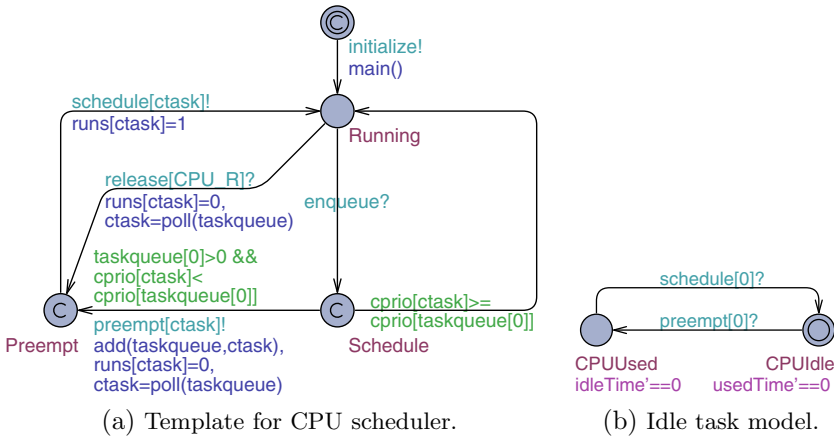 C
initialize!
main()
schedule[ctask]!
runs[ctask]=1
Running
release[CPU_R]?
runs[ctask]=0,
ctask=poll(taskqueue)
enqueue?
taskqueue[0]>0 &&
cprio[ctask]<
cprio[taskqueue[0]]
C
C
cprio[ctask]>=
cprio[taskqueue[0]]
Preempt
preempt[ctask]!
add(taskqueue,ctask),
runs[ctask]=0,
ctask=poll(taskqueue)
Schedule
schedule[0]?
preempt[0]?
CPUUsed
idleTime'==0
CPUIdle
usedTime'==0
(a) Template for CPU scheduler.
(b) Idle task model.